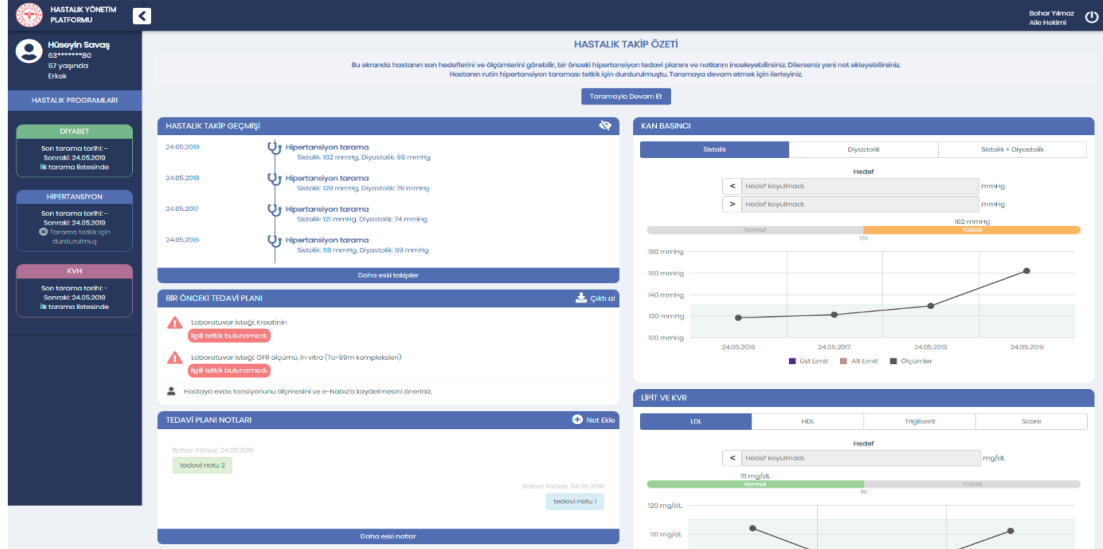 HASTALIK YÖNETİM
PLATFORMU
Bahar Yılmaz
Aile Hekimi
Hüseyin Savaş
63*******80
57 yaşında
Erkek
HASTALIK PROGRAMLARI
DİYABET
Son tarama tarihi: -
Sonraki: 24.05.2019
İlk tarama listesinde
HİPERTANSİYON
Son tarama tarihi: -
Sonraki: 24.05.2019
Tarama tetkik için
durdurulmuş
KVH
Son tarama tarihi: -
Sonraki: 24.05.2019
İlk tarama listesinde
HASTALIK TAKİP ÖZETİ
Bu ekranda hastanın son hedeflerini ve ölçümlerini görebilir, bir önceki hipertansiyon tedavi planını ve notlarını inceleyebilirsiniz. Dilerseniz yeni not ekleyebilirsiniz.
Hastanın rutin hipertansiyon taraması tetkik için durdurulmuştu. Taramaya devam etmek için ilerleyiniz.
Taramayla Devam Et
HASTALIK TAKİP GEÇMİŞİ
24.05.2019
Hipertansiyon tarama
Sistolik: 162 mmHg, Diyastolik: 98 mmHg
24.05.2018
Hipertansiyon tarama
Sistolik: 129 mmHg, Diyastolik: 79 mmHg
24.05.2017
Hipertansiyon tarama
Sistolik: 121 mmHg, Diyastolik: 74 mmHg
24.05.2016
Hipertansiyon tarama
Sistolik: 118 mmHg, Diyastolik: 69 mmHg
Daha eski takipler
BİR ÖNCEKİ TEDAVİ PLANI
Çıktı al
Laboratuvar isteği: Kreatinin
İlgili tetkik bulunamadı.
Laboratuvar isteği: GFR ölçümü, in vitro (Tc-99m kompleksleri)
İlgili tetkik bulunamadı.
Hastaya evde tansiyonunu ölçmesini ve e-Nabız'a kaydetmesini öneriniz.
TEDAVİ PLANI NOTLARI
Not Ekle
Bahar Yılmaz, 24.05.2019
tedavi notu 2
Bahar Yılmaz, 24.05.2019
tedavi notu 1
Daha eski notlar
KAN BASINCI
Sistolik
Diyastolik
Sistolik + Diyastolik
Hedef
<
Hedef koyulmadı.
mmHg
>
Hedef koyulmadı.
mmHg
162 mmHg
Normal
Yüksek
180 mmHg
160 mmHg
140 mmHg
120 mmHg
100 mmHg
24.05.2016
24.05.2017
24.05.2018
24.05.2019
Üst Limit
Alt Limit
Ölçümler
LİPİT VE KVR
LDL
HDL
Trigliserit
Score
Hedef
<
Hedef koyulmadı.
mg/dL
111 mg/dL
Normal
Yüksek
120 mg/dL
110 mg/dL